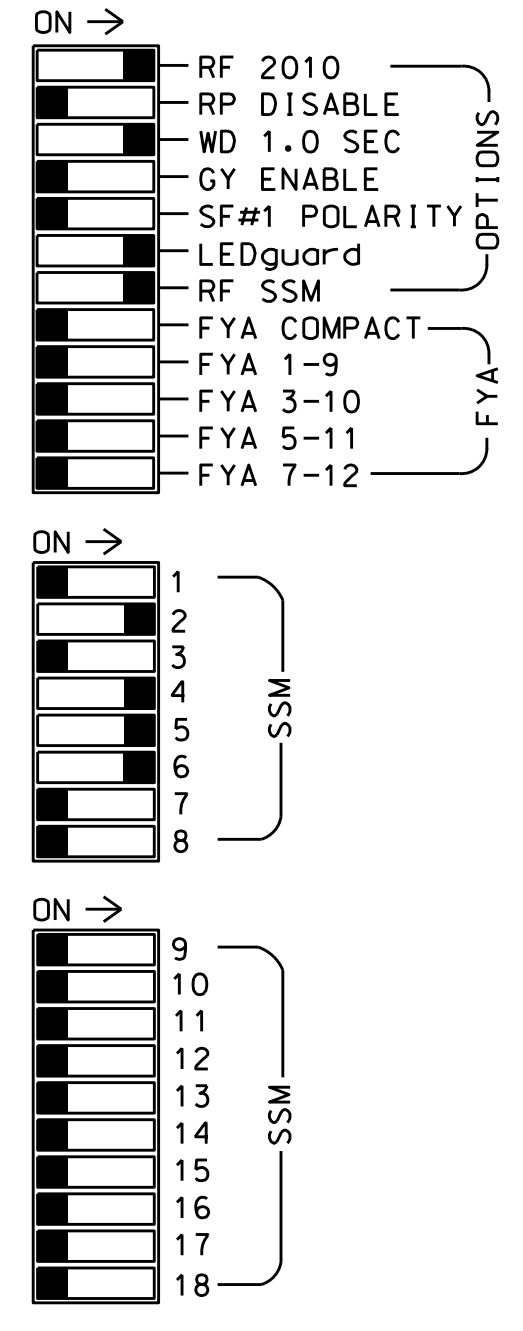 ON →
RF 2010
RP DISABLE
WD 1.0 SEC
GY ENABLE
SF#1 POLARITY
LEDguard
RF SSM
OPTIONS
FYA COMPACT
FYA 1-9
FYA 3-10
FYA 5-11
FYA 7-12
FYA
ON →
1
2
3
4
5
6
7
8
SSM
ON →
9
10
11
12
13
14
15
16
17
18
SSM